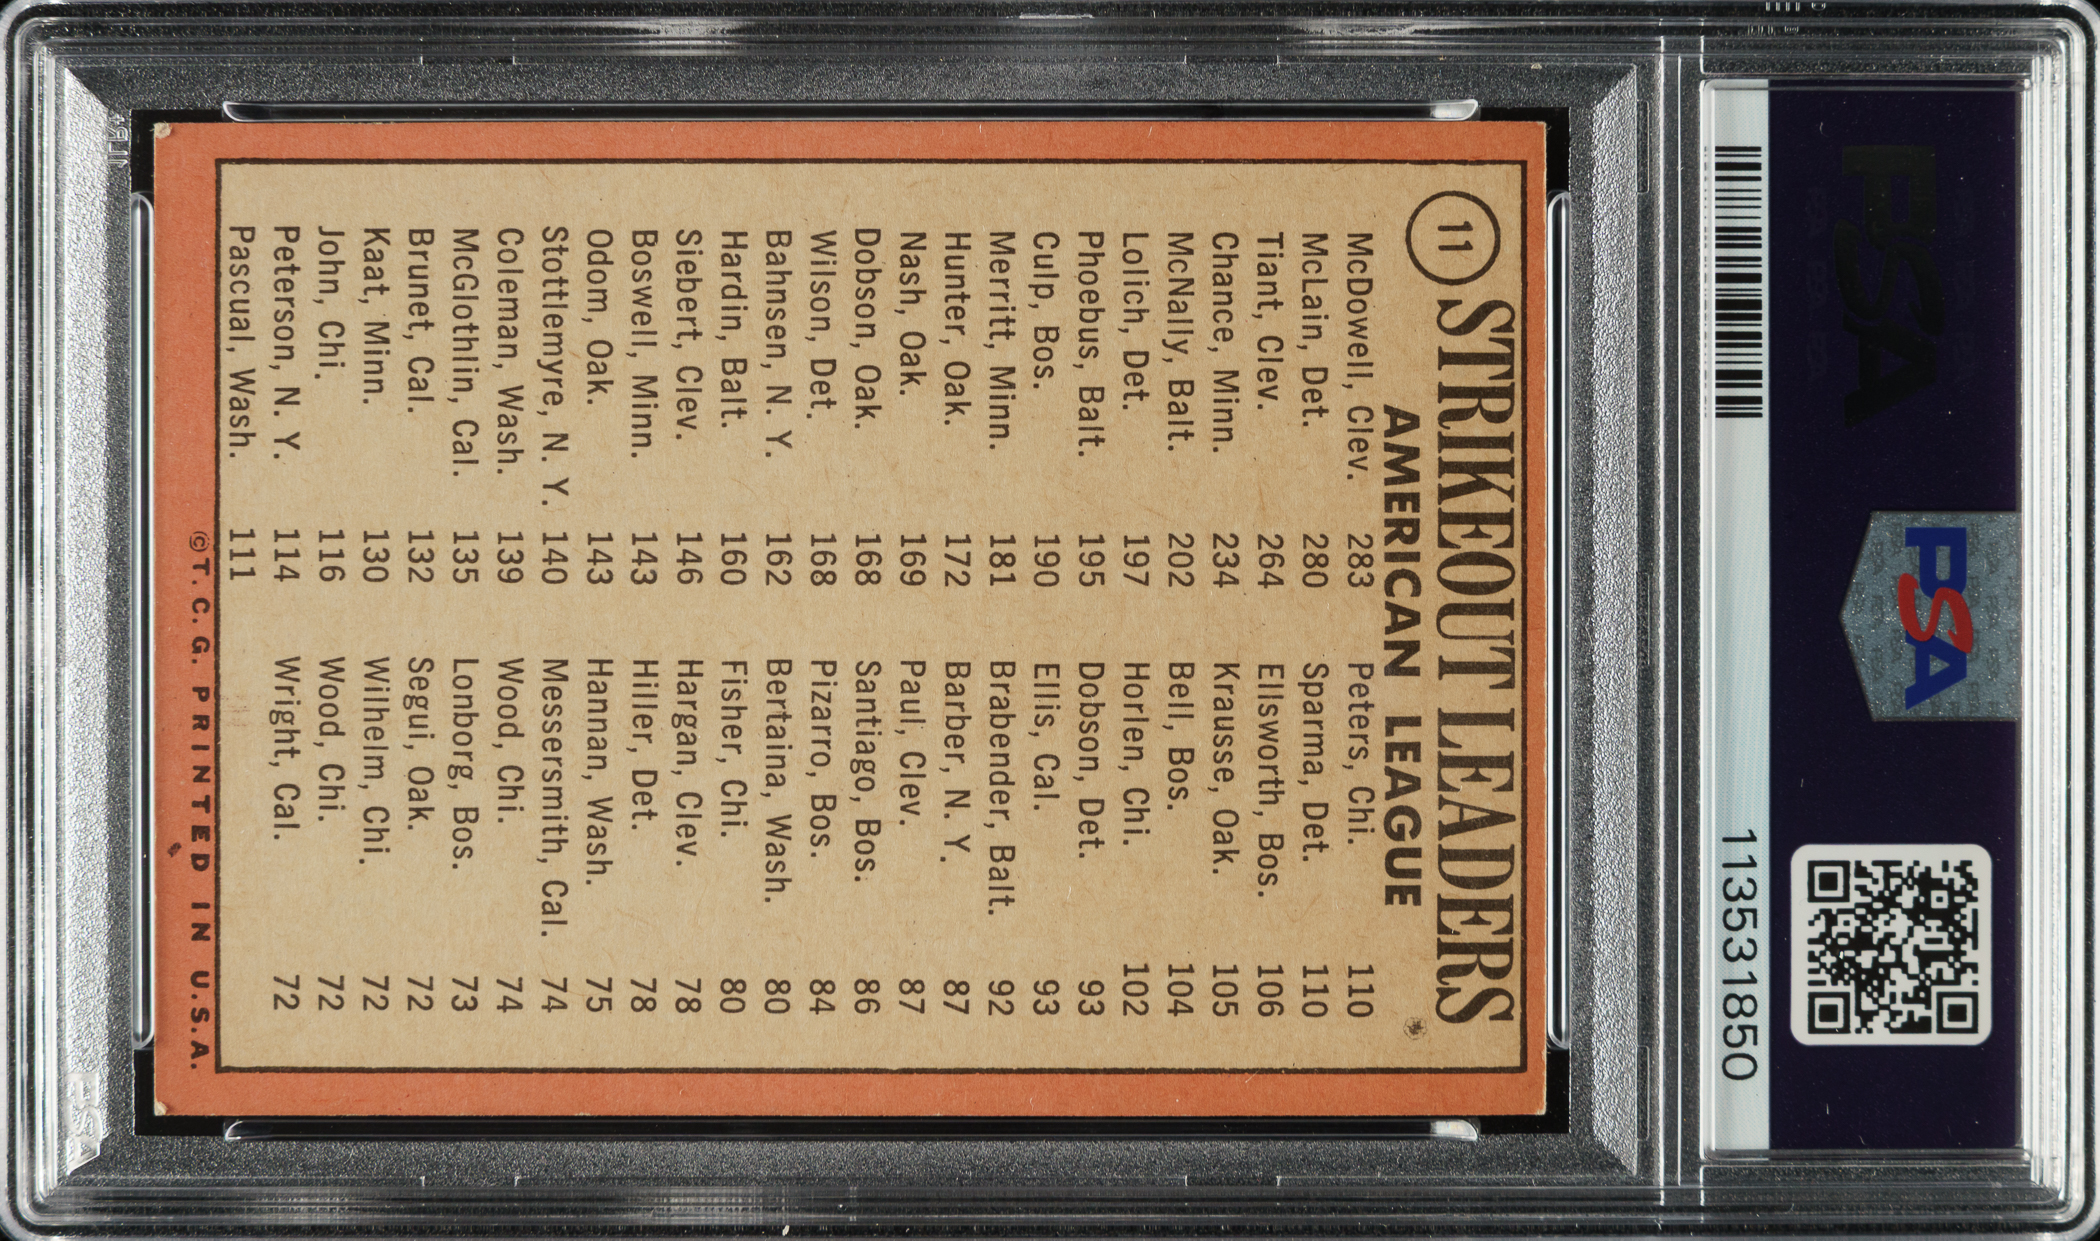 PSA
PSA
113531850
11
STRIKEOUT LEADERS
AMERICAN LEAGUE
McDowell, Clev. 283 Peters, Chi. 110
McLain, Det. 280 Sparma, Det. 110
Tiant, Clev. 264 Ellsworth, Bos. 106
Chance, Minn. 234 Krausse, Oak. 105
McNally, Balt. 202 Bell, Bos. 104
Lolich, Det. 197 Horlen, Chi. 102
Phoebus, Balt. 195 Dobson, Det. 93
Culp, Bos. 190 Ellis, Cal. 93
Merritt, Minn. 181 Brabender, Balt. 92
Hunter, Oak. 172 Barber, N. Y. 87
Nash, Oak. 169 Paul, Clev. 87
Dobson, Oak. 168 Santiago, Bos. 86
Wilson, Det. 168 Pizarro, Bos. 84
Bahnsen, N. Y. 162 Bertaina, Wash. 80
Hardin, Balt. 160 Fisher, Chi. 80
Siebert, Clev. 146 Hargan, Clev. 78
Boswell, Minn. 143 Hiller, Det. 78
Odom, Oak. 143 Hannan, Wash. 75
Stottlemyre, N. Y. 140 Messersmith, Cal. 74
Coleman, Wash. 139 Wood, Chi. 74
McGlothlin, Cal. 135 Lonborg, Bos. 73
Brunet, Cal. 132 Segui, Oak. 72
Kaat, Minn. 130 Wilhelm, Chi. 72
John, Chi. 116 Wood, Chi. 72
Peterson, N. Y. 114 Wright, Cal. 72
Pascual, Wash. 111
©T. C. G. PRINTED IN U.S.A.
PSA